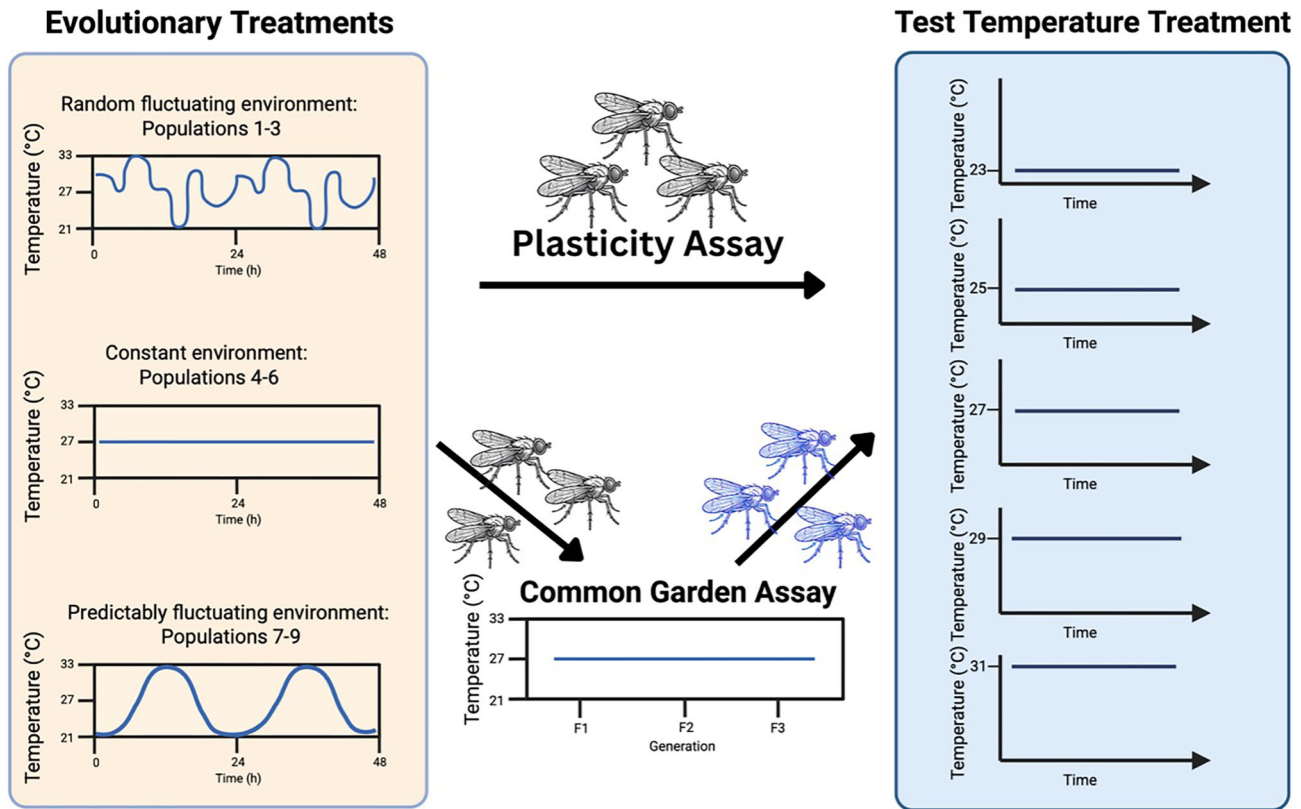 Evolutionary Treatments
Random fluctuating environment:
Populations 1-3
Temperature (°C)
33
27
21
0
24
48
Time (h)
Constant environment:
Populations 4-6
Temperature (°C)
33
27
21
0
24
48
Time (h)
Predictably fluctuating environment:
Populations 7-9
Temperature (°C)
33
27
21
0
24
48
Time (h)
Plasticity Assay
Common Garden Assay
Temperature (°C)
33
27
21
F1
F2
F3
Generation
Test Temperature Treatment
Temperature (°C)
23
Time
Temperature (°C)
25
Time
Temperature (°C)
27
Time
Temperature (°C)
29
Time
Temperature (°C)
31
Time